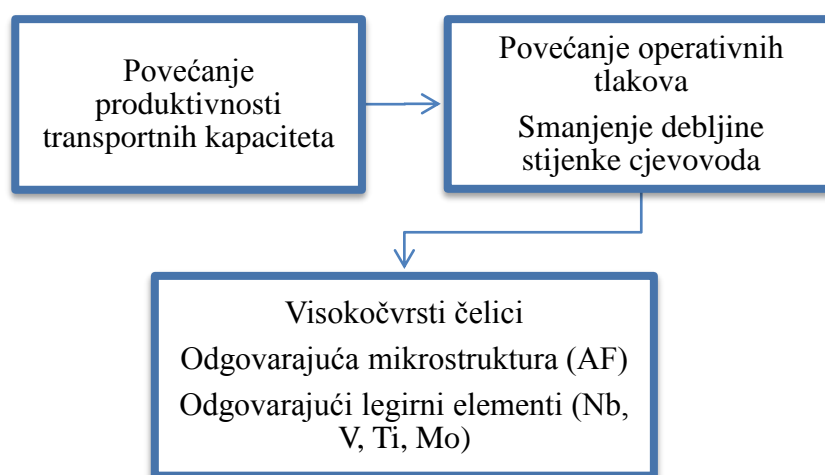 Povećanje
produktivnosti
transportnih kapaciteta
Povećanje operativnih
tlakova
Smanjenje debljine
stijenke cjevovoda
Visokočvrsti čelici
Odgovarajuća mikrostruktura (AF)
Odgovarajući legirni elementi (Nb,
V, Ti, Mo)